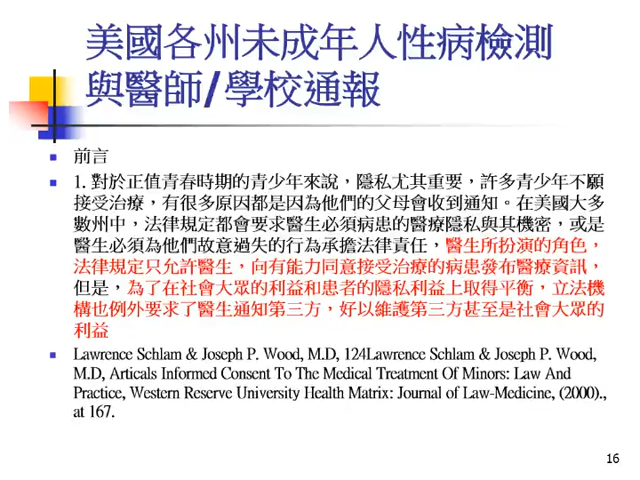 美國各州未成年人性病檢測
與醫師/學校通報
前言
1. 對於正值青春時期的青少年來說，隱私尤其重要，許多青少年不願
接受治療，有很多原因都是因為他們的父母會收到通知。在美國大多
數州中，法律規定都會要求醫生必須病患的醫療隱私與其機密，或是
醫生必須為他們故意過失的行為承擔法律責任，醫生所扮演的角色，
法律規定只允許醫生，向有能力同意接受治療的病患發布醫療資訊，
但是，為了在社會大眾的利益和患者的隱私利益上取得平衡，立法機
構也例外要求了醫生通知第三方，好以維護第三方甚至是社會大眾的
利益
Lawrence Schlam & Joseph P. Wood, M.D, 124Lawrence Schlam & Joseph P. Wood,
M.D, Articals Informed Consent To The Medical Treatment Of Minors: Law And
Practice, Western Reserve University Health Matrix: Journal of Law-Medicine, (2000).,
at 167.
16